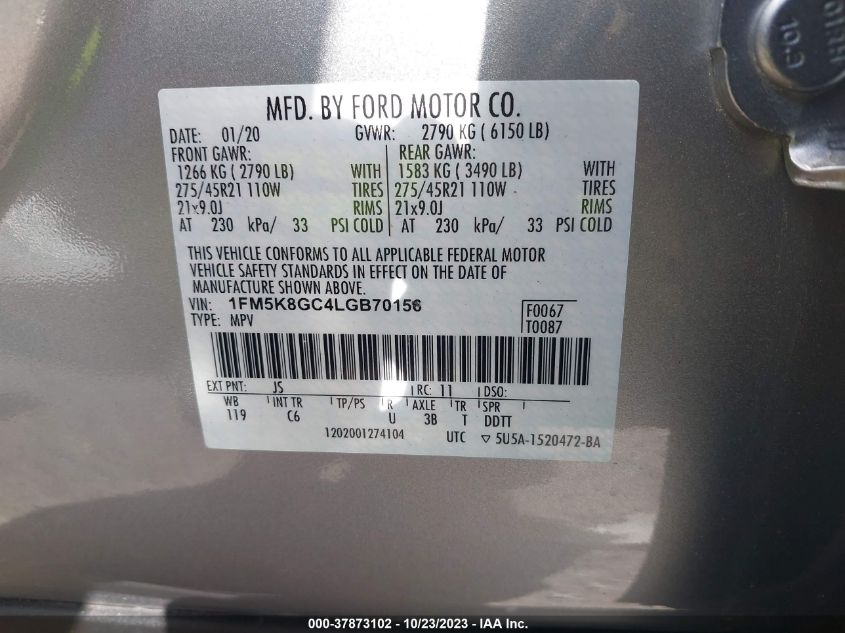 MFD. BY FORD MOTOR CO.
DATE: 01/20 GVWR: 2790 KG ( 6150 LB)
FRONT GAWR: REAR GAWR:
1266 KG ( 2790 LB) WITH 1583 KG ( 3490 LB) WITH
275/45R21 110W TIRES 275/45R21 110W TIRES
21x9.0J RIMS 21x9.0J RIMS
AT 230 kPa/ 33 PSI COLD AT 230 kPa/ 33 PSI COLD
THIS VEHICLE CONFORMS TO ALL APPLICABLE FEDERAL MOTOR
VEHICLE SAFETY STANDARDS IN EFFECT ON THE DATE OF
MANUFACTURE SHOWN ABOVE.
VIN: 1FM5K8GC4LGB70156 F0067
TYPE: MPV T0087
EXT PNT: JS RC: 11 DSO:
WB INT TR TP/PS R AXLE TR SPR
119 C6 U 3B T DDTT
1202001274104 UTC ▽ 5U5A-1520472-BA
10.9
000-37873102 - 10/23/2023 - IAA Inc.